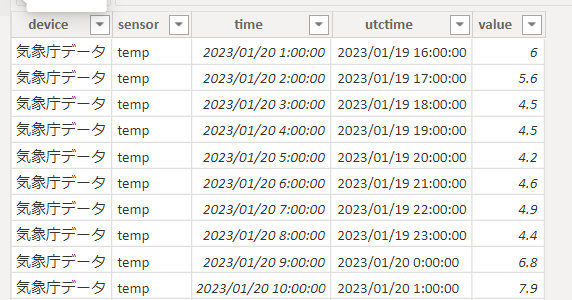 device sensor time utctime value
気象庁データ temp 2023/01/20 1:00:00 2023/01/19 16:00:00 6
気象庁データ temp 2023/01/20 2:00:00 2023/01/19 17:00:00 5.6
気象庁データ temp 2023/01/20 3:00:00 2023/01/19 18:00:00 4.5
気象庁データ temp 2023/01/20 4:00:00 2023/01/19 19:00:00 4.5
気象庁データ temp 2023/01/20 5:00:00 2023/01/19 20:00:00 4.2
気象庁データ temp 2023/01/20 6:00:00 2023/01/19 21:00:00 4.6
気象庁データ temp 2023/01/20 7:00:00 2023/01/19 22:00:00 4.9
気象庁データ temp 2023/01/20 8:00:00 2023/01/19 23:00:00 4.4
気象庁データ temp 2023/01/20 9:00:00 2023/01/20 0:00:00 6.8
気象庁データ temp 2023/01/20 10:00:00 2023/01/20 1:00:00 7.9